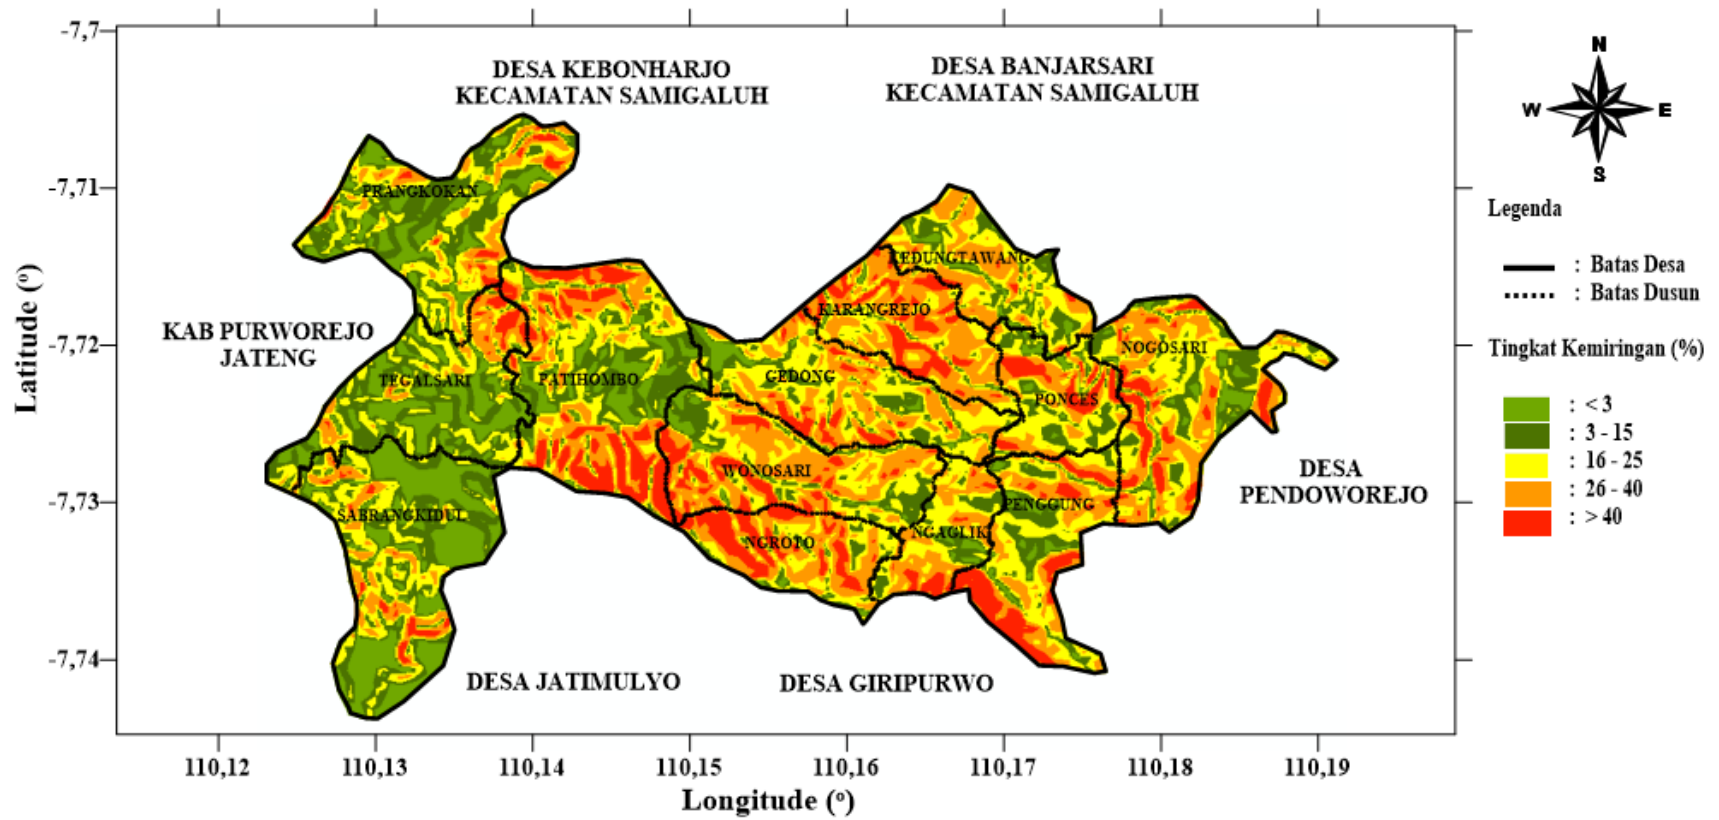 -7,7
-7,71
-7,72
-7,73
-7,74
Latitude (º)
DESA KEBONHARJO
KECAMATAN SAMIGALUH
DESA BANJARSARI
KECAMATAN SAMIGALUH
KAB PURWOREJO
JATENG
PRANGKOKAN
KEDUNGTAWANG
KARANGREJO
NOGOSARI
TEGALSARI
PATIHOMBO
GEDONG
PONCES
WONOSARI
PENGGUNG
SABRANGKIDUL
NGROTO
NGAGLIK
DESA
PENDOWOREJO
DESA JATIMULYO
DESA GIRIPURWO
110,12
110,13
110,14
110,15
110,16
110,17
110,18
110,19
Longitude (º)
N
W
E
S
Legenda
: Batas Desa
: Batas Dusun
Tingkat Kemiringan (%)
: < 3
: 3 - 15
: 16 - 25
: 26 - 40
: > 40